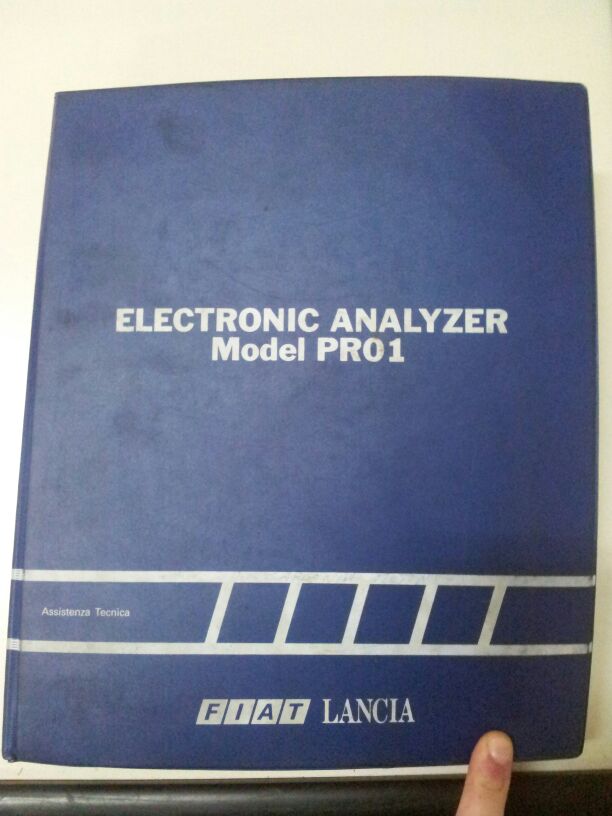 ELECTRONIC ANALYZER
Model PR01
Assistenza Tecnica
FIAT LANCIA